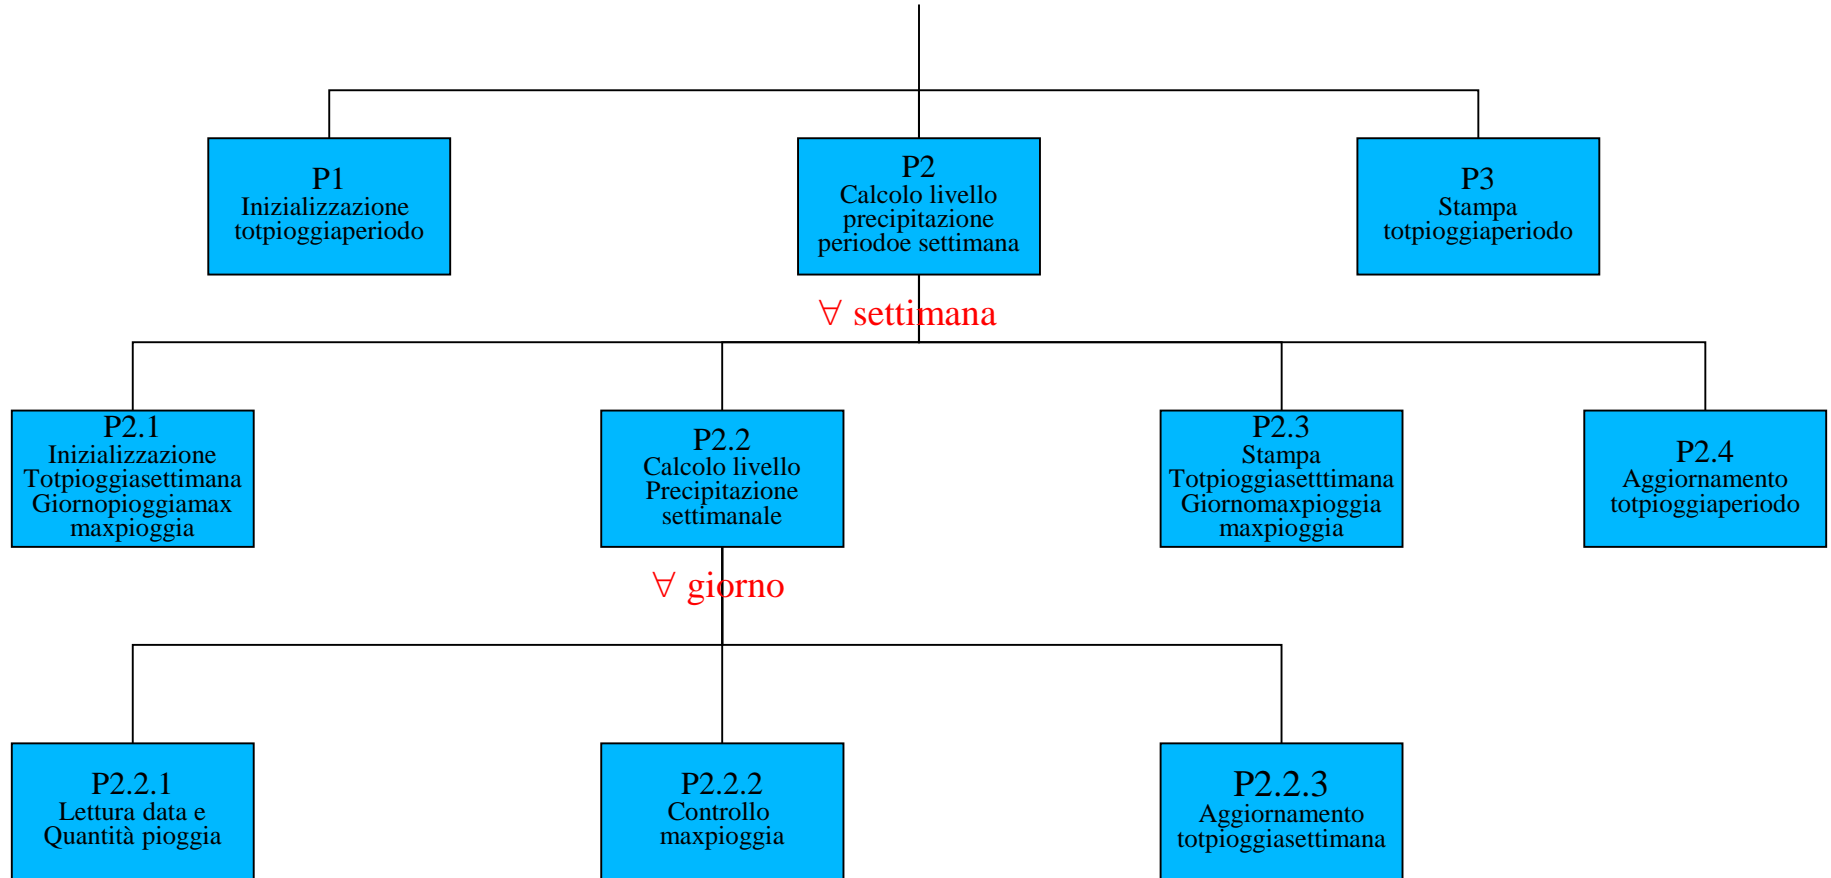 P1
Inizializzazione
totpioggiaperiodo
P2
Calcolo livello
precipitazione
periodoe settimana
P3
Stampa
totpioggiaperiodo
∀ settimana
P2.1
Inizializzazione
Totpioggiasettimana
Giornopioggiamax
maxpioggia
P2.2
Calcolo livello
Precipitazione
settimanale
P2.3
Stampa
Totpioggiasetttimana
Giornomaxpioggia
maxpioggia
P2.4
Aggiornamento
totpioggiaperiodo
∀ giorno
P2.2.1
Lettura data e
Quantità pioggia
P2.2.2
Controllo
maxpioggia
P2.2.3
Aggiornamento
totpioggiasettimana